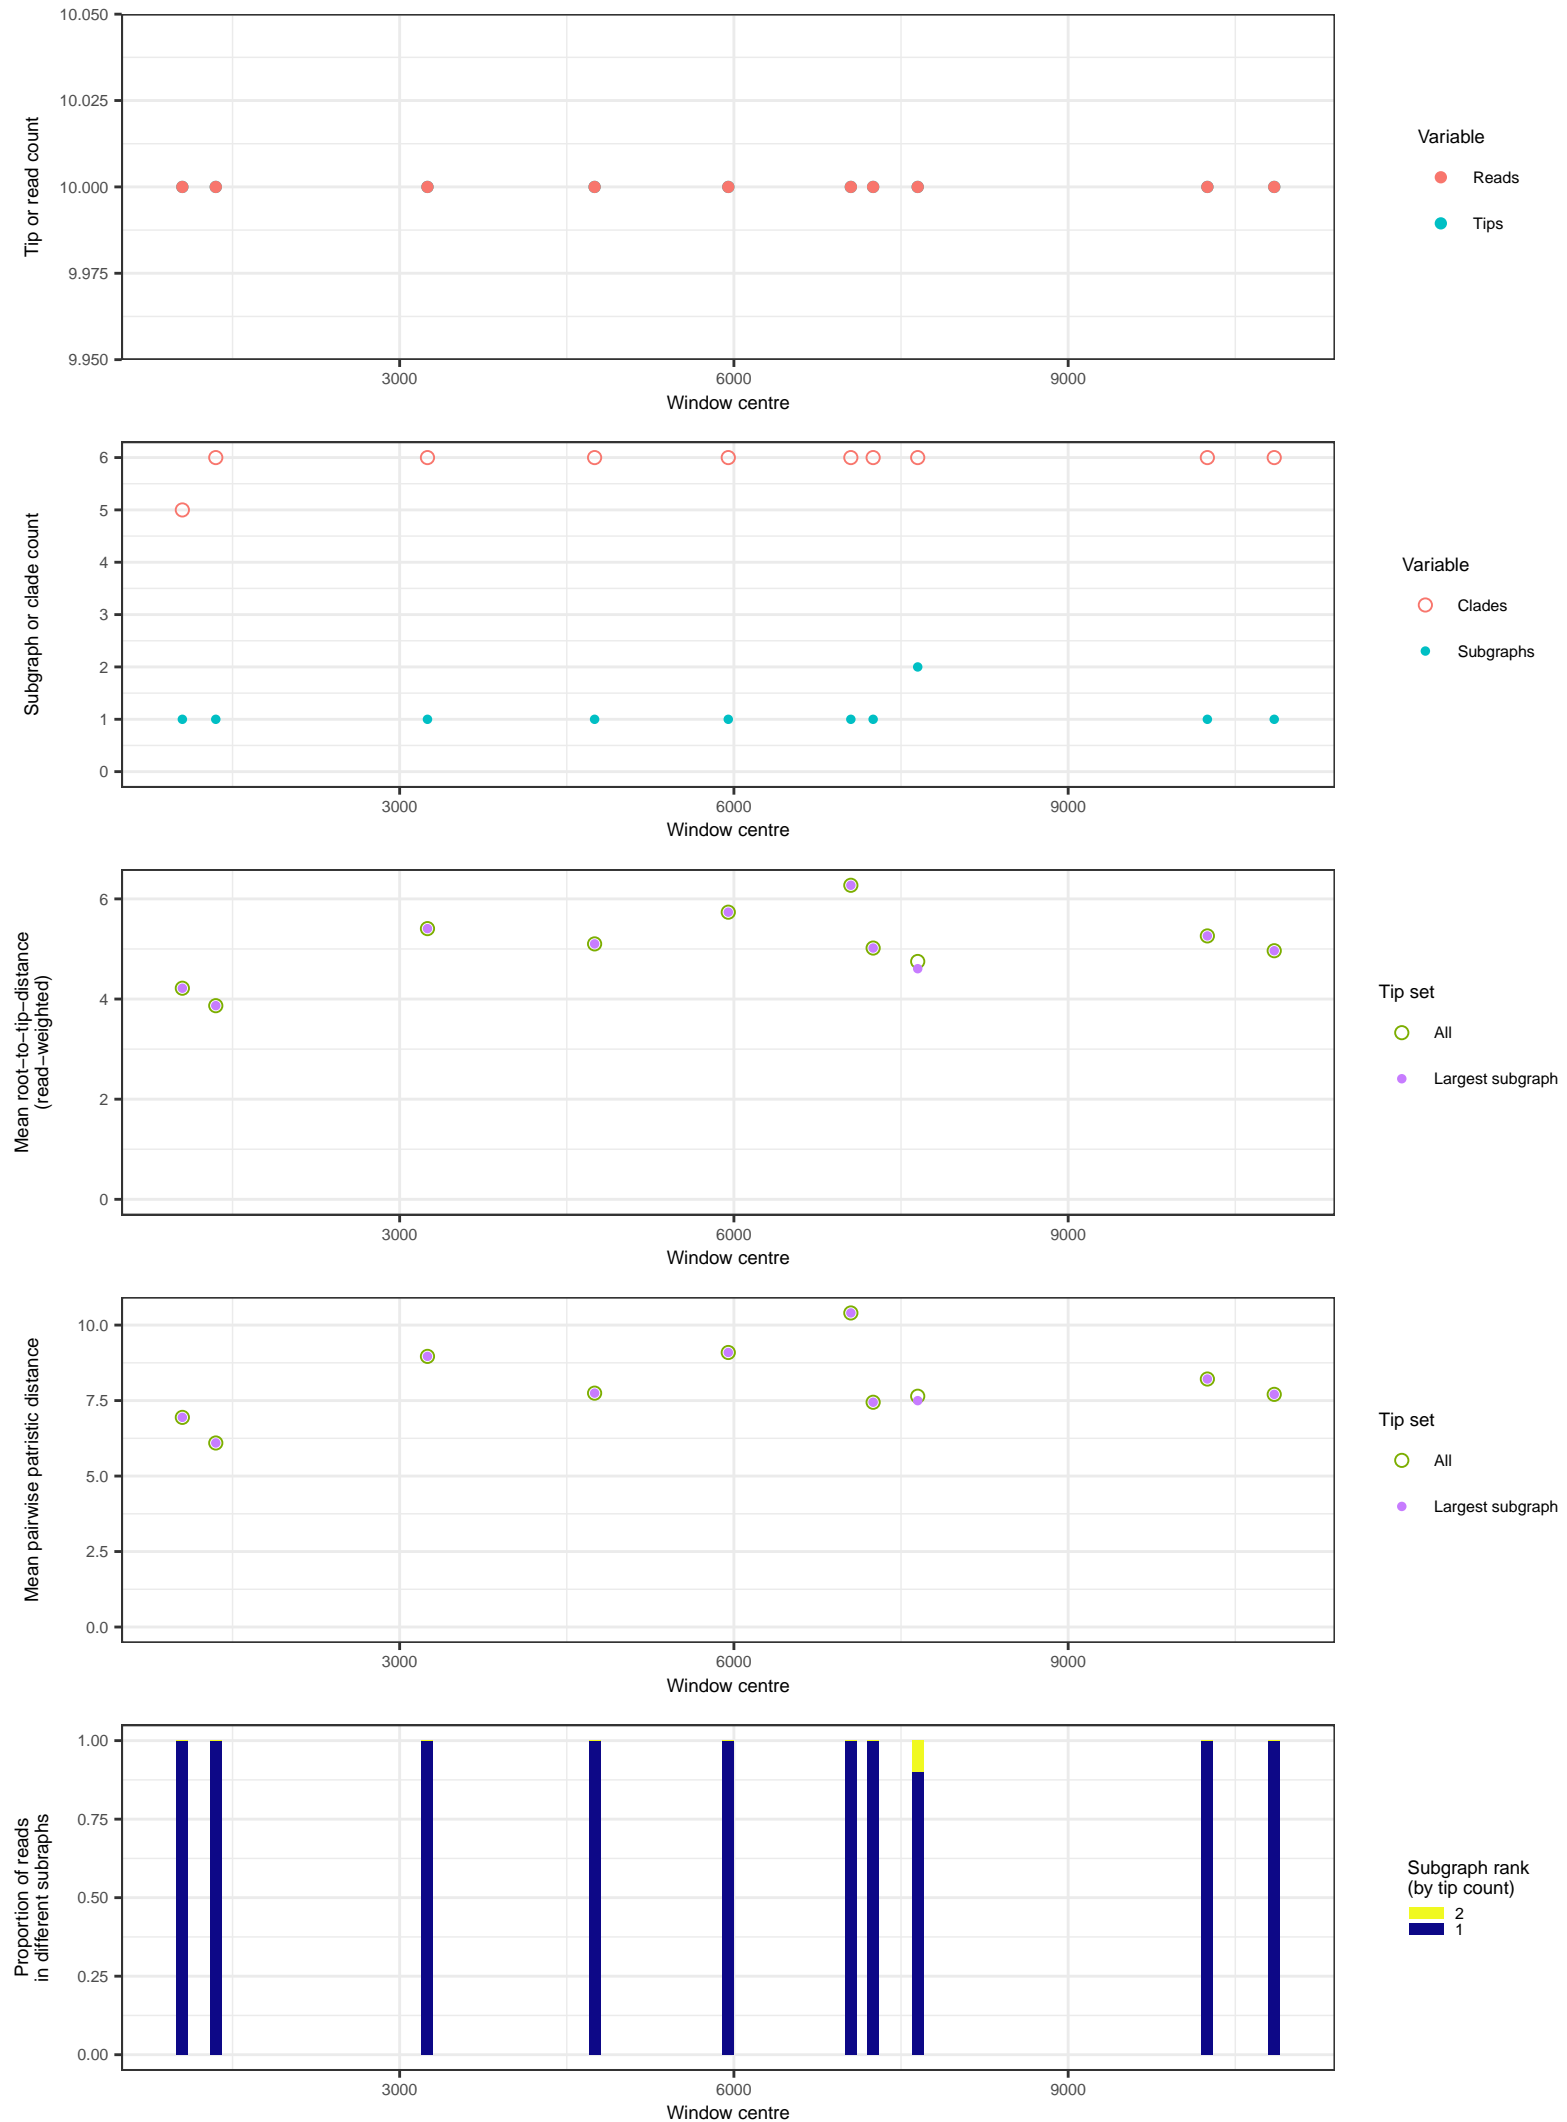 10.050
10.025
10.000
9.975
9.950
Tip or read count
3000 6000 9000
Window centre
Variable
Reads
Tips
6
5
4
3
2
1
0
Subgraph or clade count
3000 6000 9000
Window centre
Variable
Clades
Subgraphs
6
4
2
0
Mean root−to−tip−distance
(read−weighted)
3000 6000 9000
Window centre
Tip set
All
Largest subgraph
10.0
7.5
5.0
2.5
0.0
Mean pairwise patristic distance
3000 6000 9000
Window centre
Tip set
All
Largest subgraph
1.00
0.75
0.50
0.25
0.00
Proportion of reads
in different subraphs
3000 6000 9000
Window centre
Subgraph rank
(by tip count)
2
1